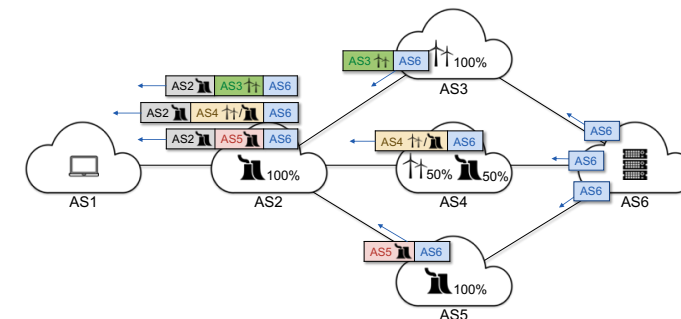 AS3 AS6
100%
AS3
AS2 AS3 AS6
AS2 AS4 / AS6
AS2 AS5 AS6
AS6
AS4 / AS6
AS6
AS6
100%
50% 50%
AS1
AS2
AS4
AS6
AS5 AS6
100%
AS5